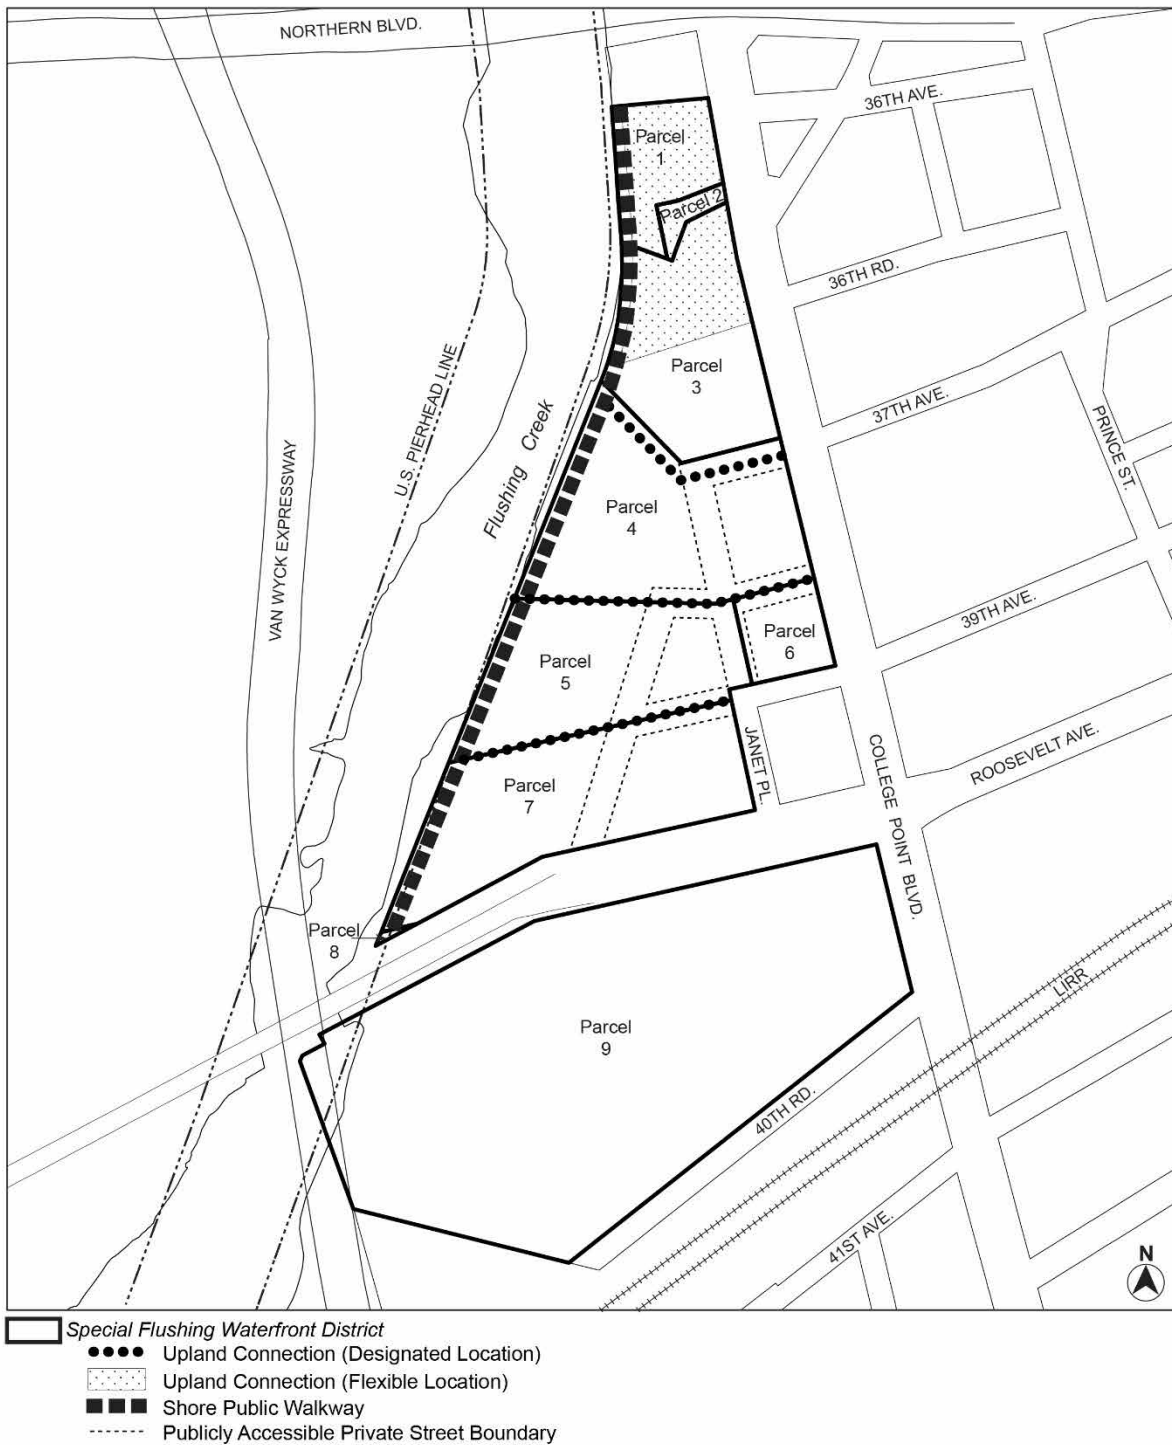 NORTHERN BLVD.
36TH AVE.
Parcel
1
Parcel 2
36TH RD.
U.S. PIERHEAD LINE
Parcel
3
37TH AVE.
PRINCE ST.
Flushing Creek
VAN WYCK EXPRESSWAY
Parcel
4
39TH AVE.
Parcel
6
Parcel
5
JANET PL.
COLLEGE POINT BLVD.
ROOSEVELT AVE.
Parcel
7
Parcel
8
LIRR
Parcel
9
40TH RD.
41ST AVE.
N
Special Flushing Waterfront District
Upland Connection (Designated Location)
Upland Connection (Flexible Location)
Shore Public Walkway
Publicly Accessible Private Street Boundary